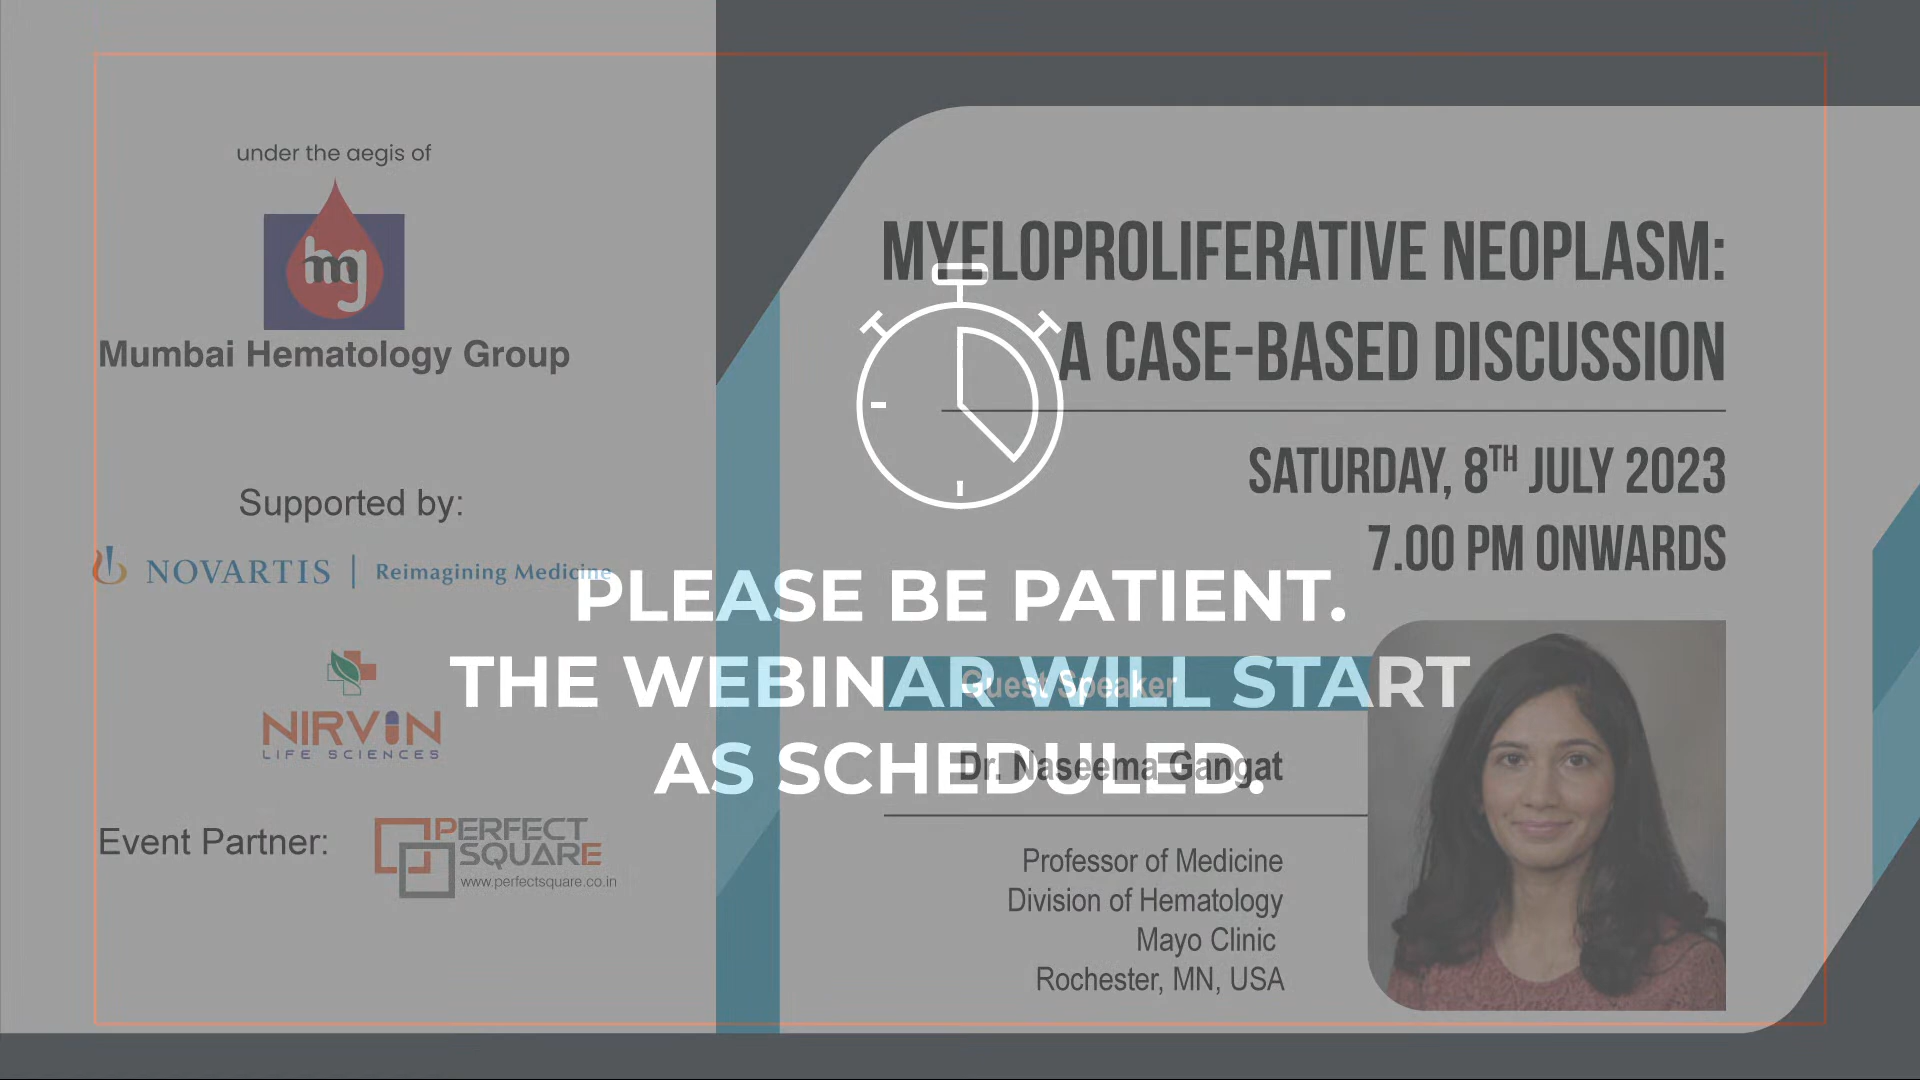 under the aegis of
hmg
Mumbai Hematology Group
Supported by:
NOVARTIS | Reimagining Medicine
NIRVIN
LIFE SCIENCES
Event Partner:
PERFECT
SQUARE
www.perfectsquare.co.in
MYELOPROLIFERATIVE NEOPLASM:
A CASE-BASED DISCUSSION
SATURDAY, 8TH JULY 2023
7.00 PM ONWARDS
PLEASE BE PATIENT.
THE WEBINAR WILL START
AS SCHEDULED.
Guest Speaker
Dr. Naseema Gangat
Professor of Medicine
Division of Hematology
Mayo Clinic
Rochester, MN, USA